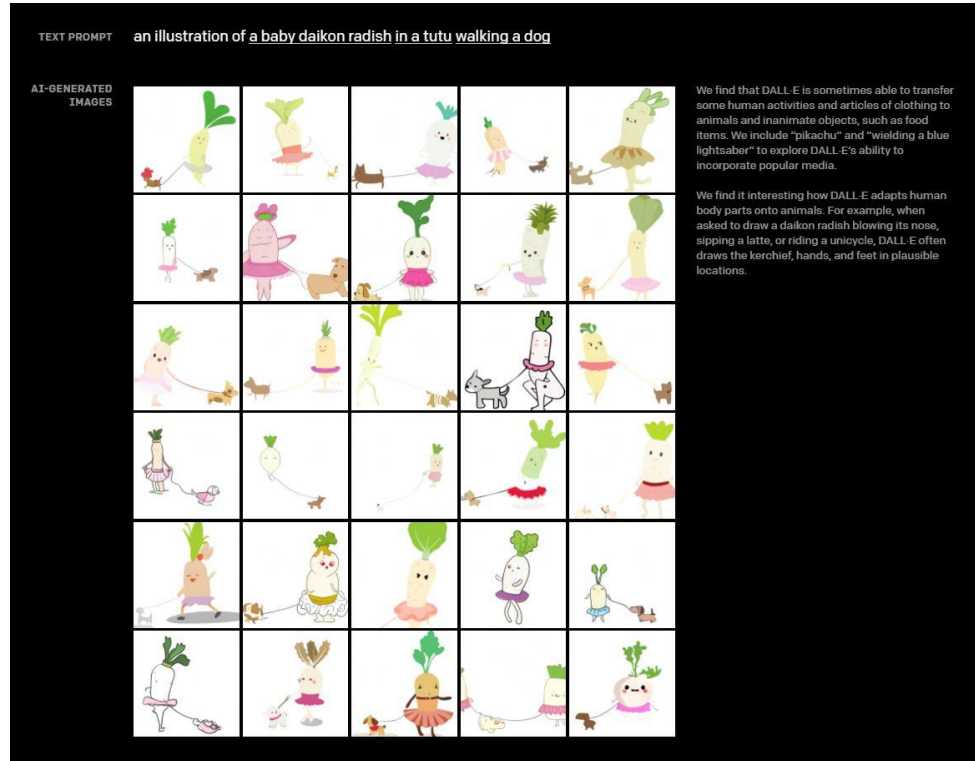 TEXT PROMPT
an illustration of a baby daikon radish in a tutu walking a dog
AI-GENERATED
IMAGES
We find that DALL·E is sometimes able to transfer
some human activities and articles of clothing to
animals and inanimate objects, such as food
items. We include “pikachu” and “wielding a blue
lightsaber” to explore DALL·E’s ability to
incorporate popular media.
We find it interesting how DALL·E adapts human
body parts onto animals. For example, when
asked to draw a daikon radish blowing its nose,
sipping a latte, or riding a unicycle, DALL·E often
draws the kerchief, hands, and feet in plausible
locations.